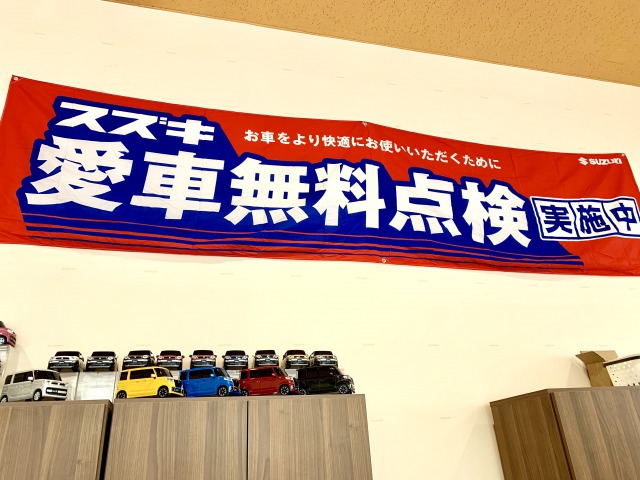 スズキ
お車をより快適にお使いいただくために
SUZUKI
愛車無料点検
実施中